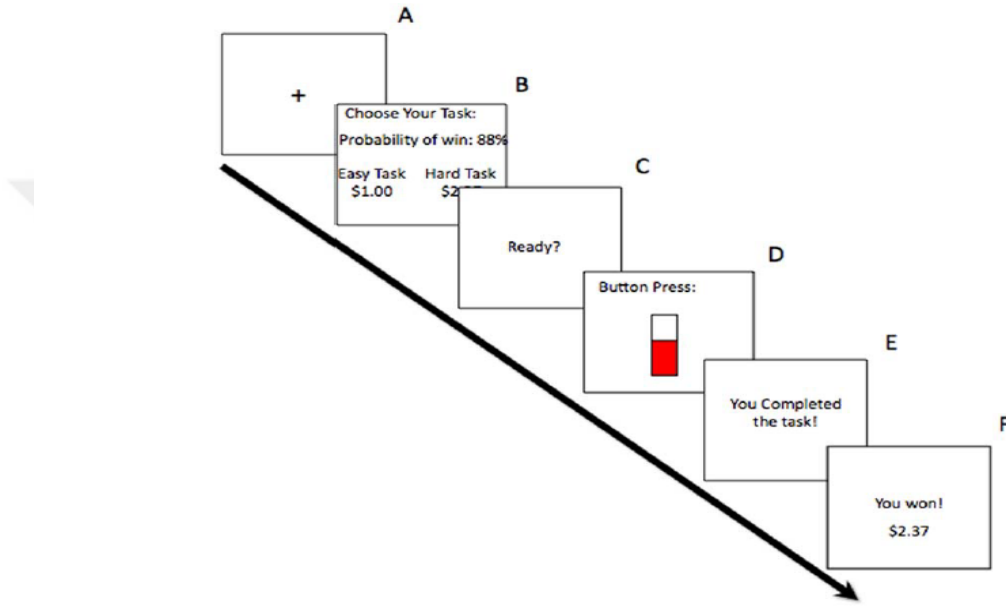 A
+
B
Choose Your Task:
Probability of win: 88%
Easy Task Hard Task
$1.00
C
Ready?
D
Button Press:
E
You Completed
the task!
F
You won!
$2.37